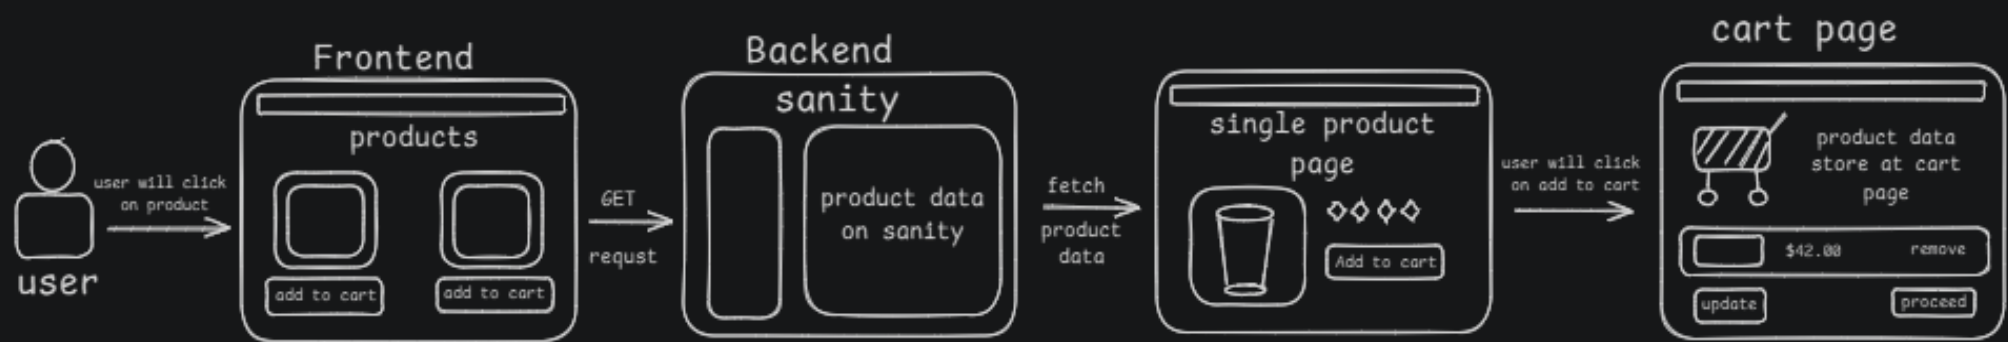 Frontend
Backend
cart page
user
user will click
on product
products
add to cart
add to cart
GET
requst
sanity
product data
on sanity
fetch
product
data
single product
page
Add to cart
user will click
on add to cart
product data
store at cart
page
$42.00
remove
update
proceed